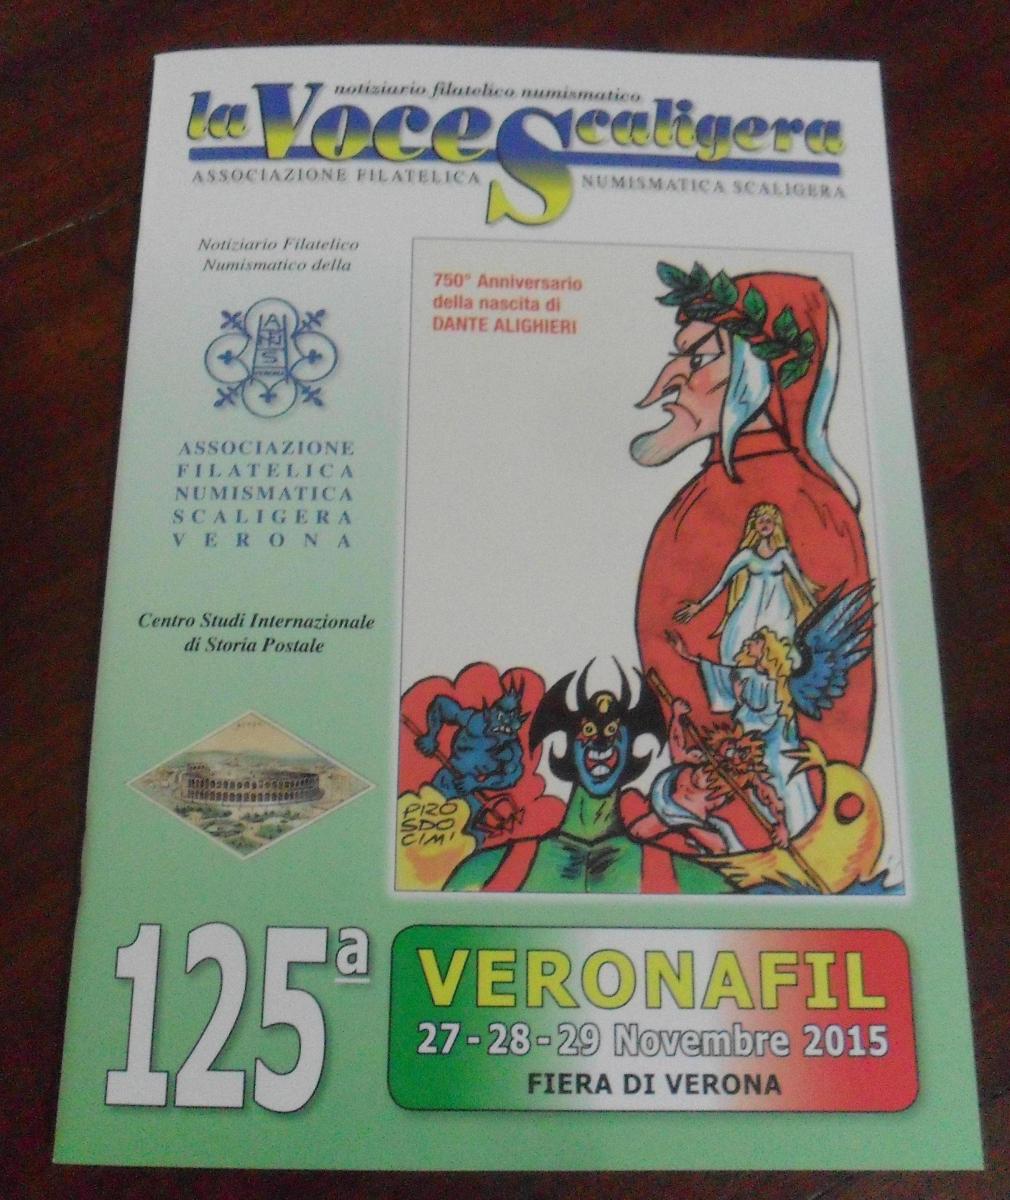 notiziario filatelico numismatico
la Voce Scaligera
ASSOCIAZIONE FILATELICA NUMISMATICA SCALIGERA
Notiziario Filatelico
Numismatico della
ASSOCIAZIONE
FILATELICA
NUMISMATICA
SCALIGERA
VERONA
Centro Studi Internazionale
di Storia Postale
750° Anniversario
della nascita di
DANTE ALIGHIERI
PIRO
SDO
CIMI
125ª
VERONAFIL
27 - 28 - 29 Novembre 2015
FIERA DI VERONA